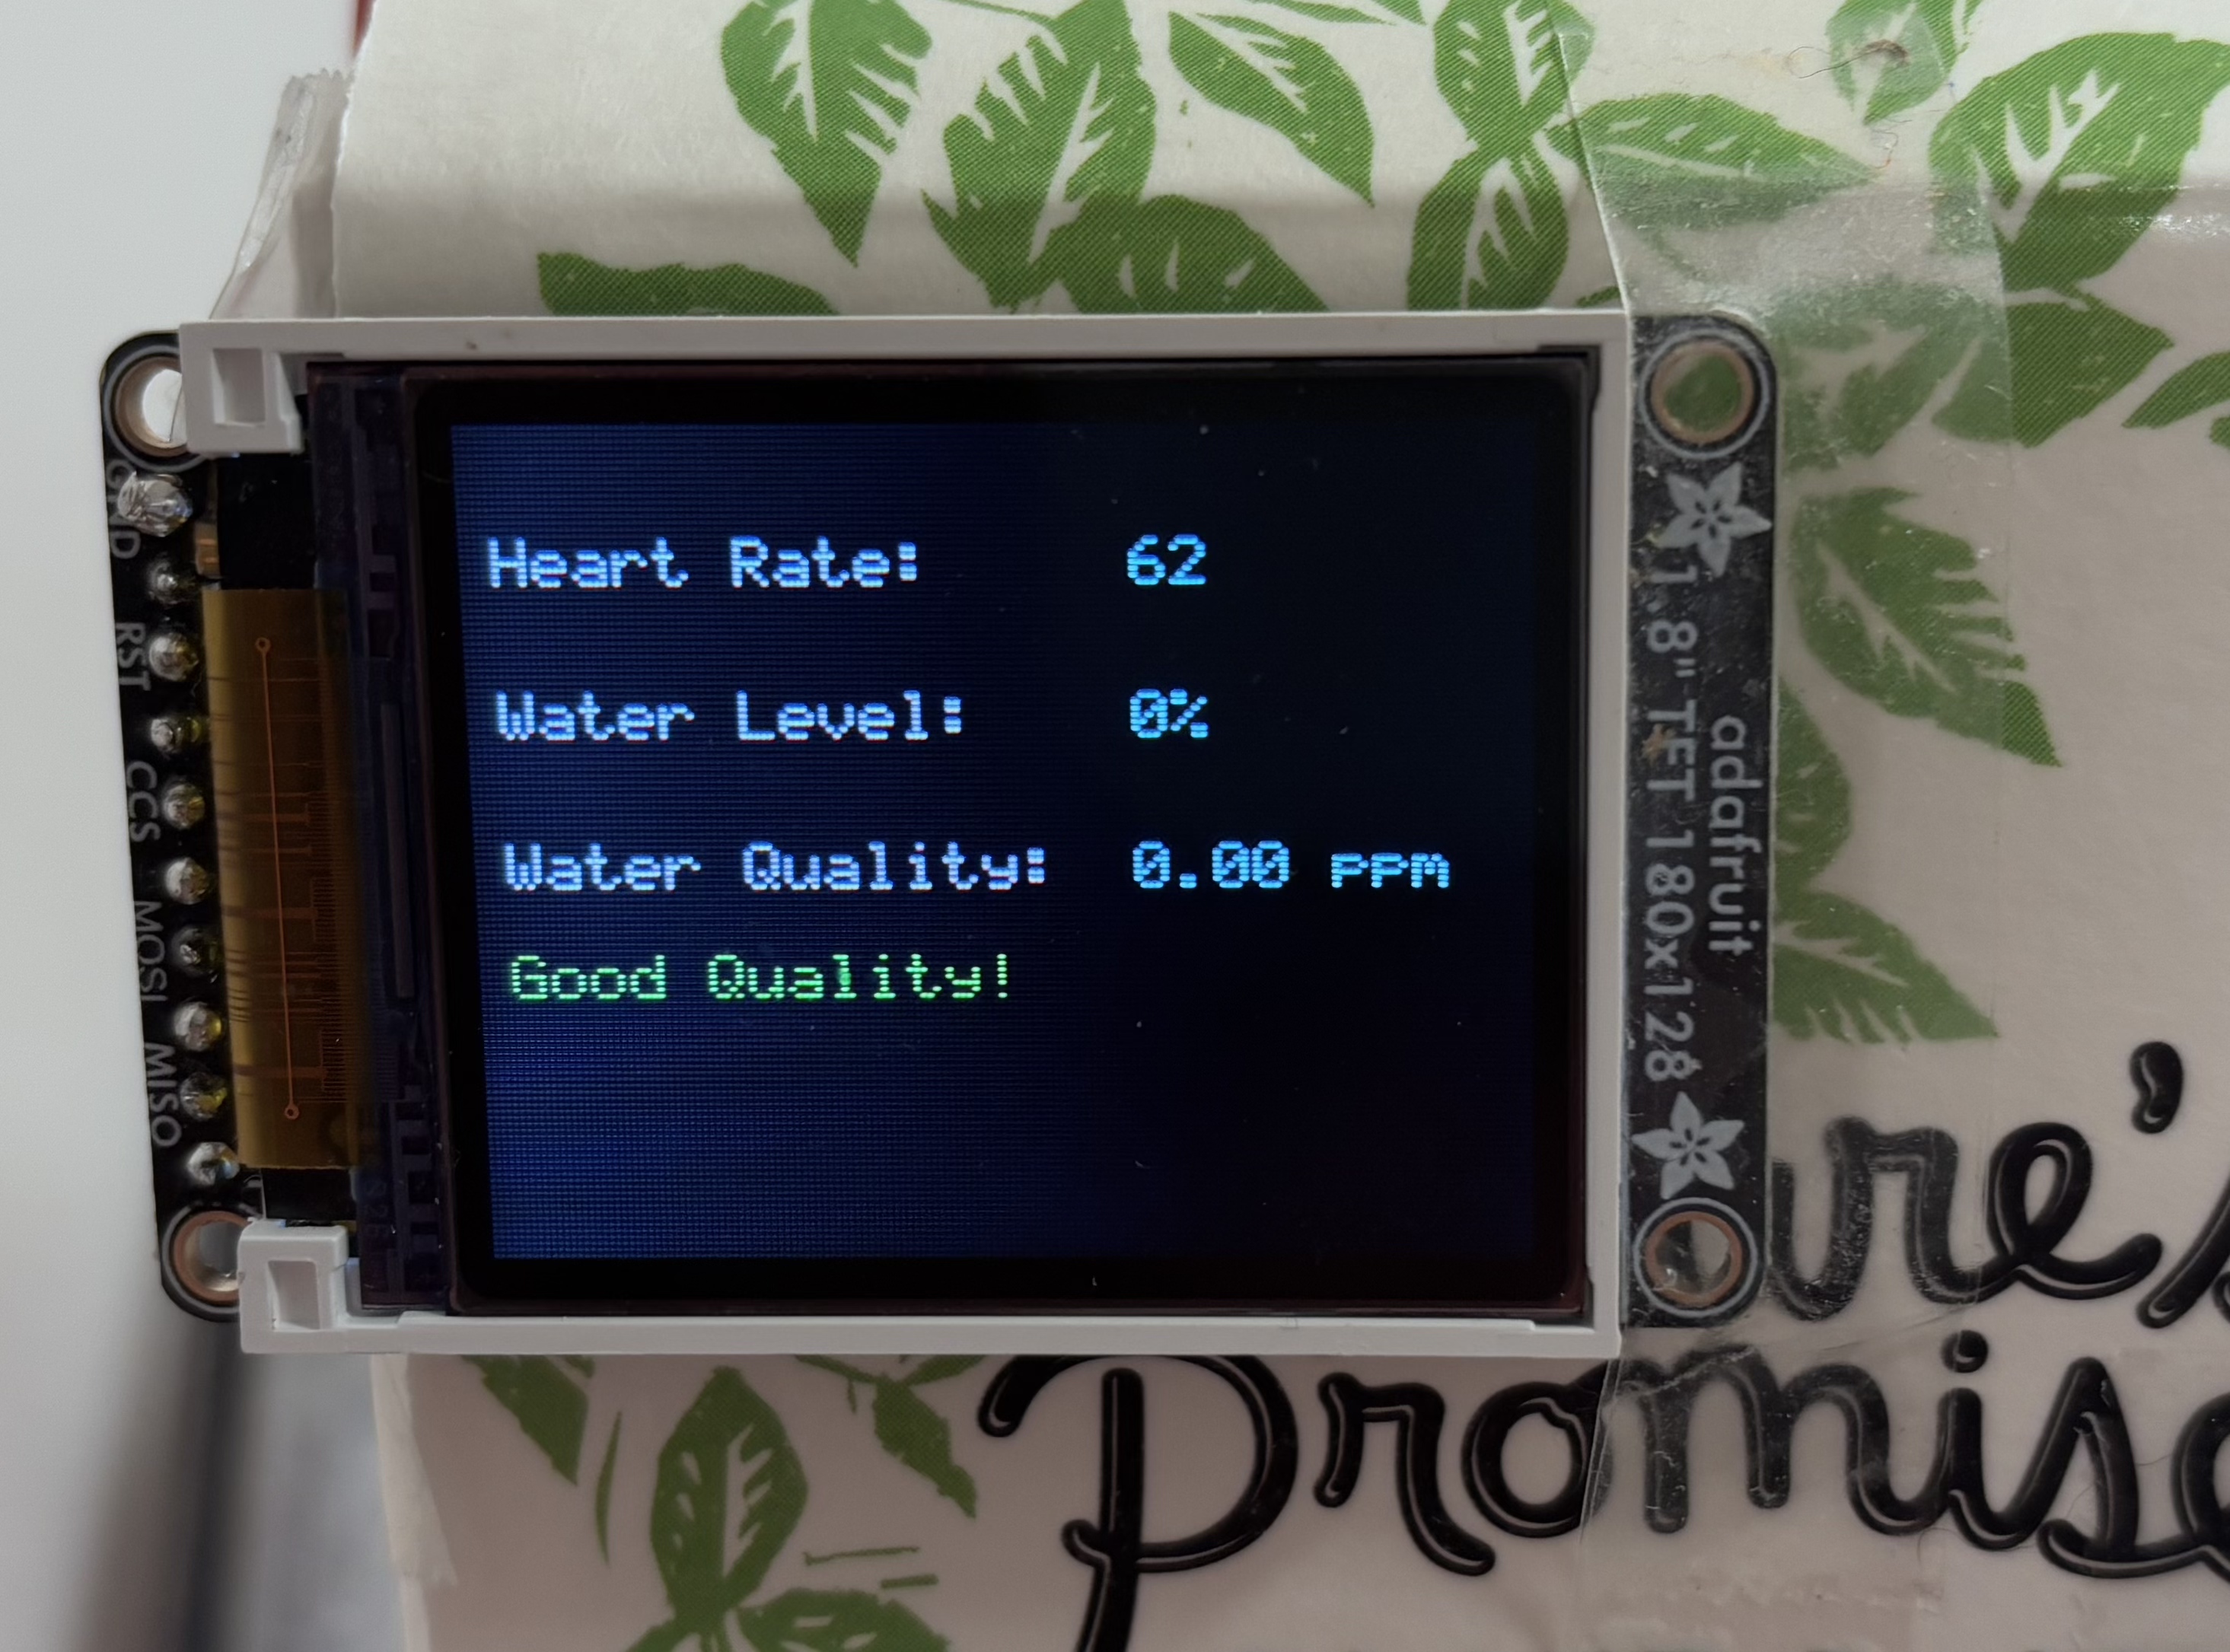 Heart Rate: 62
Water Level: 0%
Water Quality: 0.00 ppm
Good Quality!
GND
RST
CCS
MOSI
MISO
adafruit
1.8" TFT 180x128
Promise